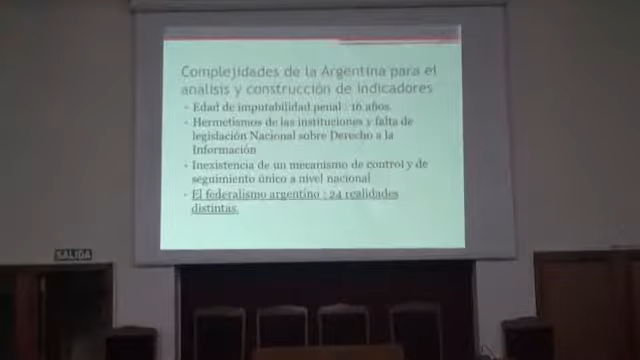 Complejidades de la Argentina para el
análisis y construcción de indicadores
• Edad de imputabilidad penal : 16 años.
• Hermetismos de las instituciones y falta de
legislación Nacional sobre Derecho a la
Información
• Inexistencia de un mecanismo de control y de
seguimiento único a nivel nacional
• El federalismo argentino : 24 realidades
distintas.
SALIDA